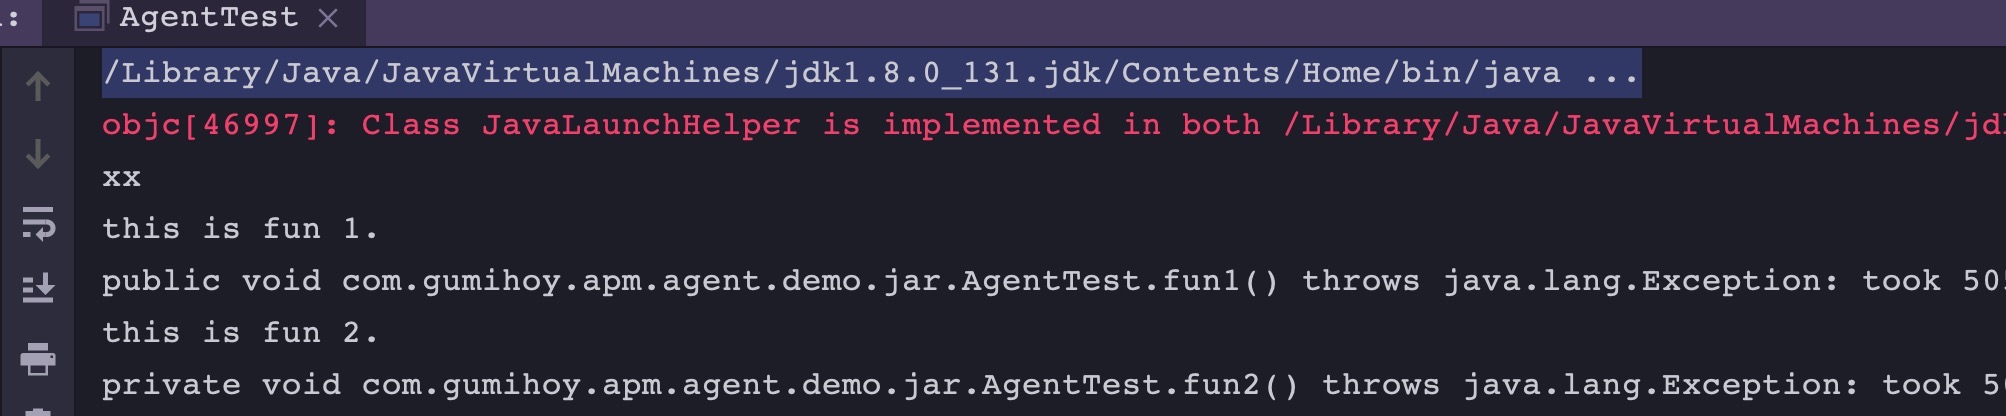 AgentTest
/Library/Java/JavaVirtualMachines/jdk1.8.0_131.jdk/Contents/Home/bin/java ...
objc[46997]: Class JavaLaunchHelper is implemented in both /Library/Java/JavaVirtualMachines/jd
xx
this is fun 1.
public void com.gumihoy.apm.agent.demo.jar.AgentTest.fun1() throws java.lang.Exception: took 50
this is fun 2.
private void com.gumihoy.apm.agent.demo.jar.AgentTest.fun2() throws java.lang.Exception: took 5